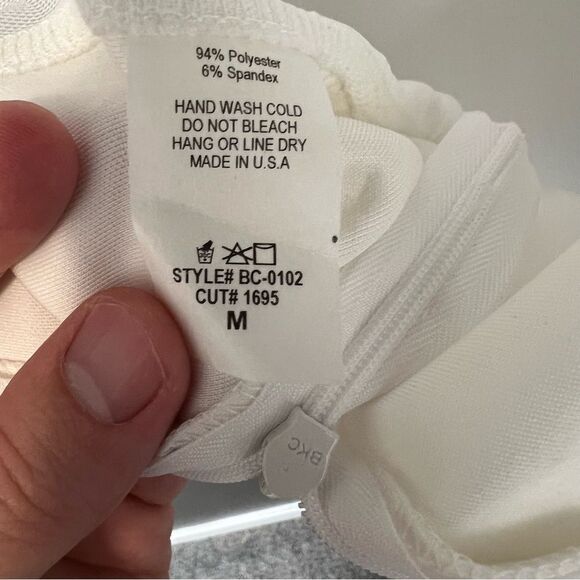 94% Polyester
6% Spandex
HAND WASH COLD
DO NOT BLEACH
HANG OR LINE DRY
MADE IN U.S.A
STYLE# BC-0102
CUT# 1695
M
BKC